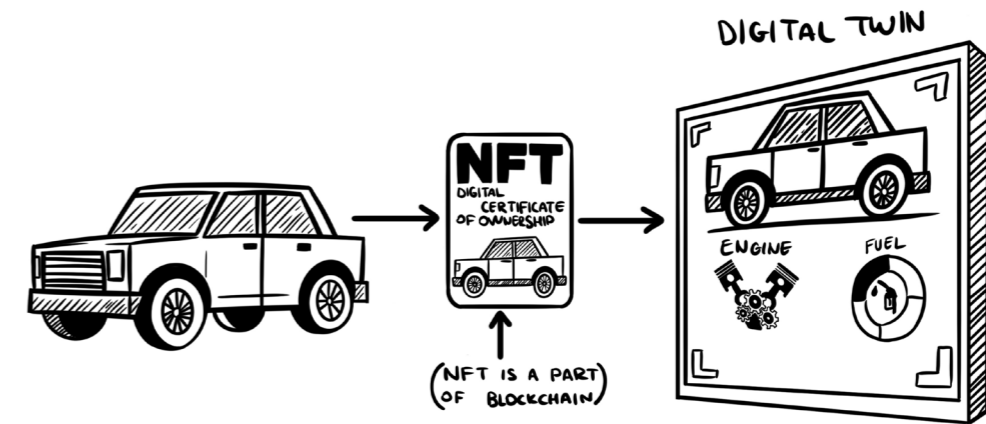 DIGITAL TWIN
NFT
DIGITAL
CERTIFICATE
OF OWNERSHIP
ENGINE
FUEL
(NFT IS A PART
OF BLOCKCHAIN)